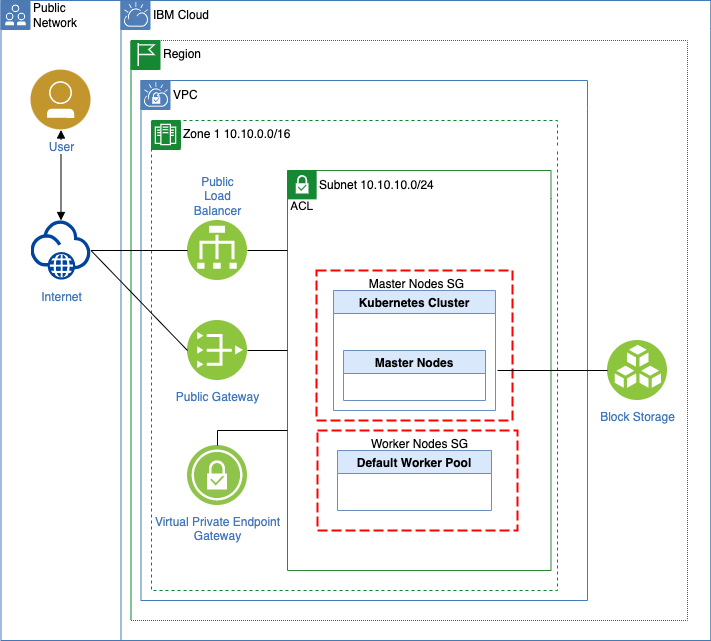 Public
Network
IBM Cloud
Region
VPC
Zone 1 10.10.0.0/16
User
Public
Load
Balancer
Subnet 10.10.10.0/24
ACL
Internet
Master Nodes SG
Kubernetes Cluster
Master Nodes
Public Gateway
Block Storage
Worker Nodes SG
Default Worker Pool
Virtual Private Endpoint
Gateway